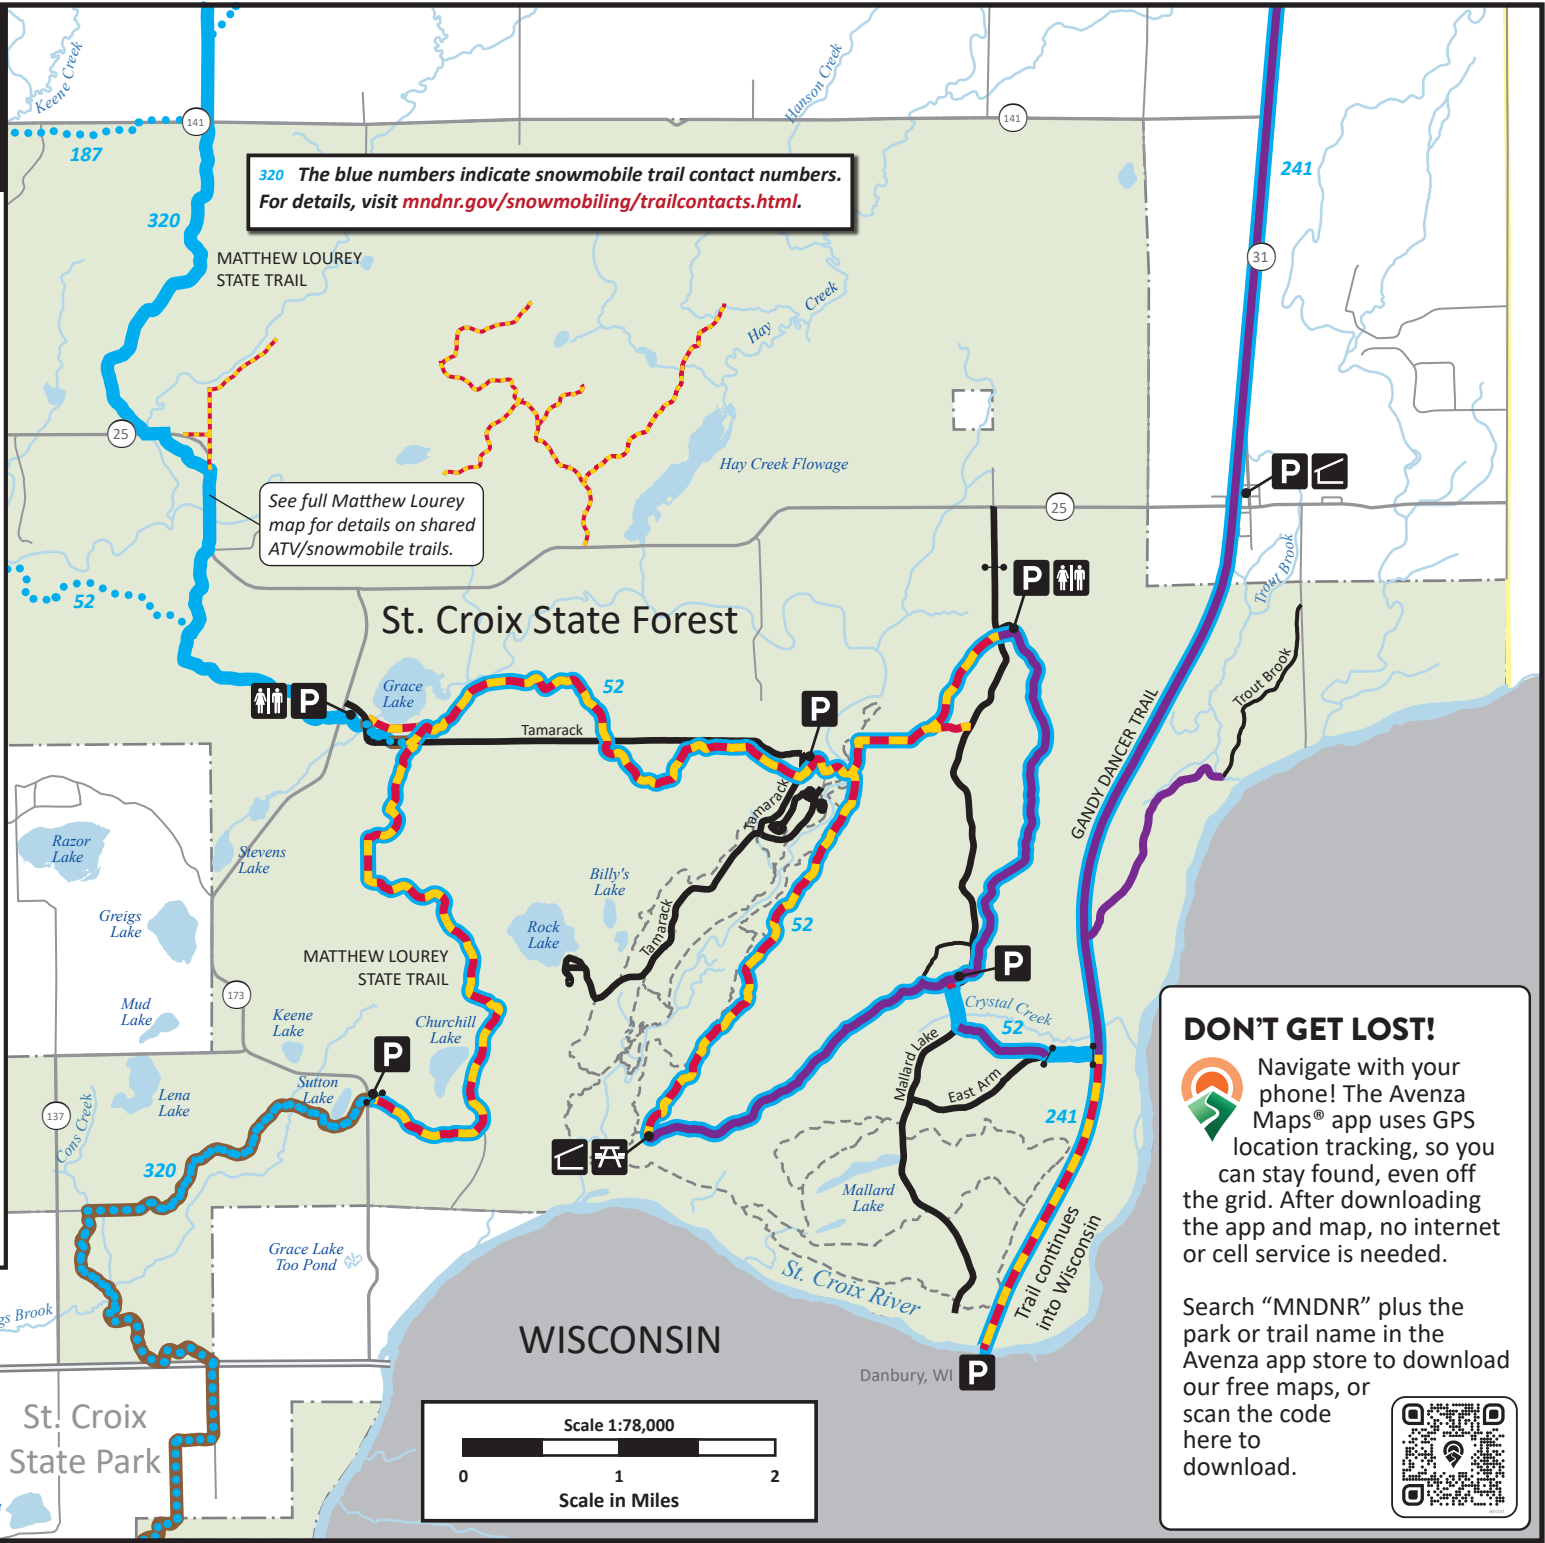 Keene Creek
Hanson Creek
141
141
187
241
320 The blue numbers indicate snowmobile trail contact numbers.
For details, visit mndnr.gov/snowmobiling/trailcontacts.html.
320
MATTHEW LOUREY
STATE TRAIL
31
Hay Creek
25
Hay Creek Flowage
P
See full Matthew Lourey
map for details on shared
ATV/snowmobile trails.
25
Trout Brook
P
52
St. Croix State Forest
Trout Brook
Grace
Lake
52
P
P
Tamarack
GANDY DANCER TRAIL
Tamarack
Razor
Lake
Stevens
Lake
Billy's
Lake
Greigs
Lake
Rock
Lake
Tamarack
52
MATTHEW LOUREY
STATE TRAIL
P
173
Mud
Lake
Keene
Lake
Churchill
Lake
Crystal Creek
52
P
Mallard Lake
East Arm
Lena
Lake
Sutton
Lake
137
Cons Creek
241
320
Mallard
Lake
Grace Lake
Too Pond
St. Croix River
Trail continues
into Wisconsin
gs Brook
WISCONSIN
Danbury, WI
P
St. Croix
State Park
Scale 1:78,000
0 1 2
Scale in Miles
DON'T GET LOST!
Navigate with your
phone! The Avenza
Maps® app uses GPS
location tracking, so you
can stay found, even off
the grid. After downloading
the app and map, no internet
or cell service is needed.
Search “MNDNR” plus the
park or trail name in the
Avenza app store to download
our free maps, or
scan the code
here to
download.